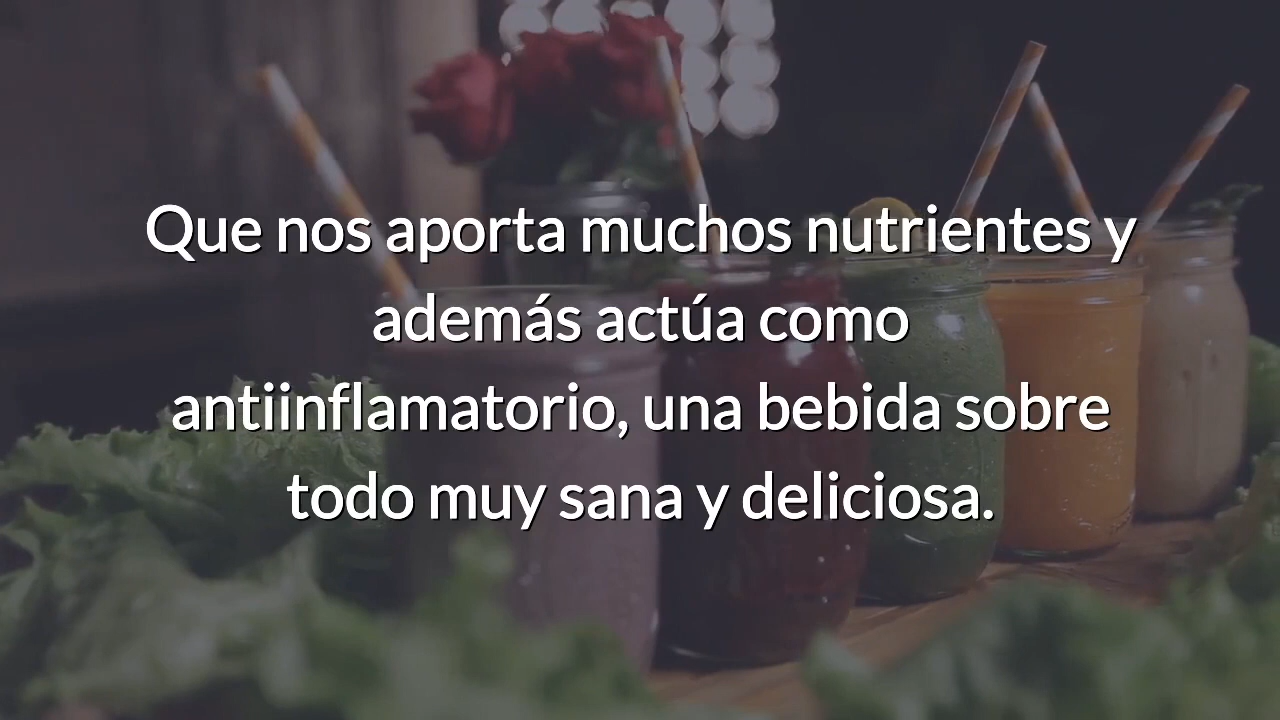 Que nos aporta muchos nutrientes y
además actúa como
antiinflamatorio, una bebida sobre
todo muy sana y deliciosa.